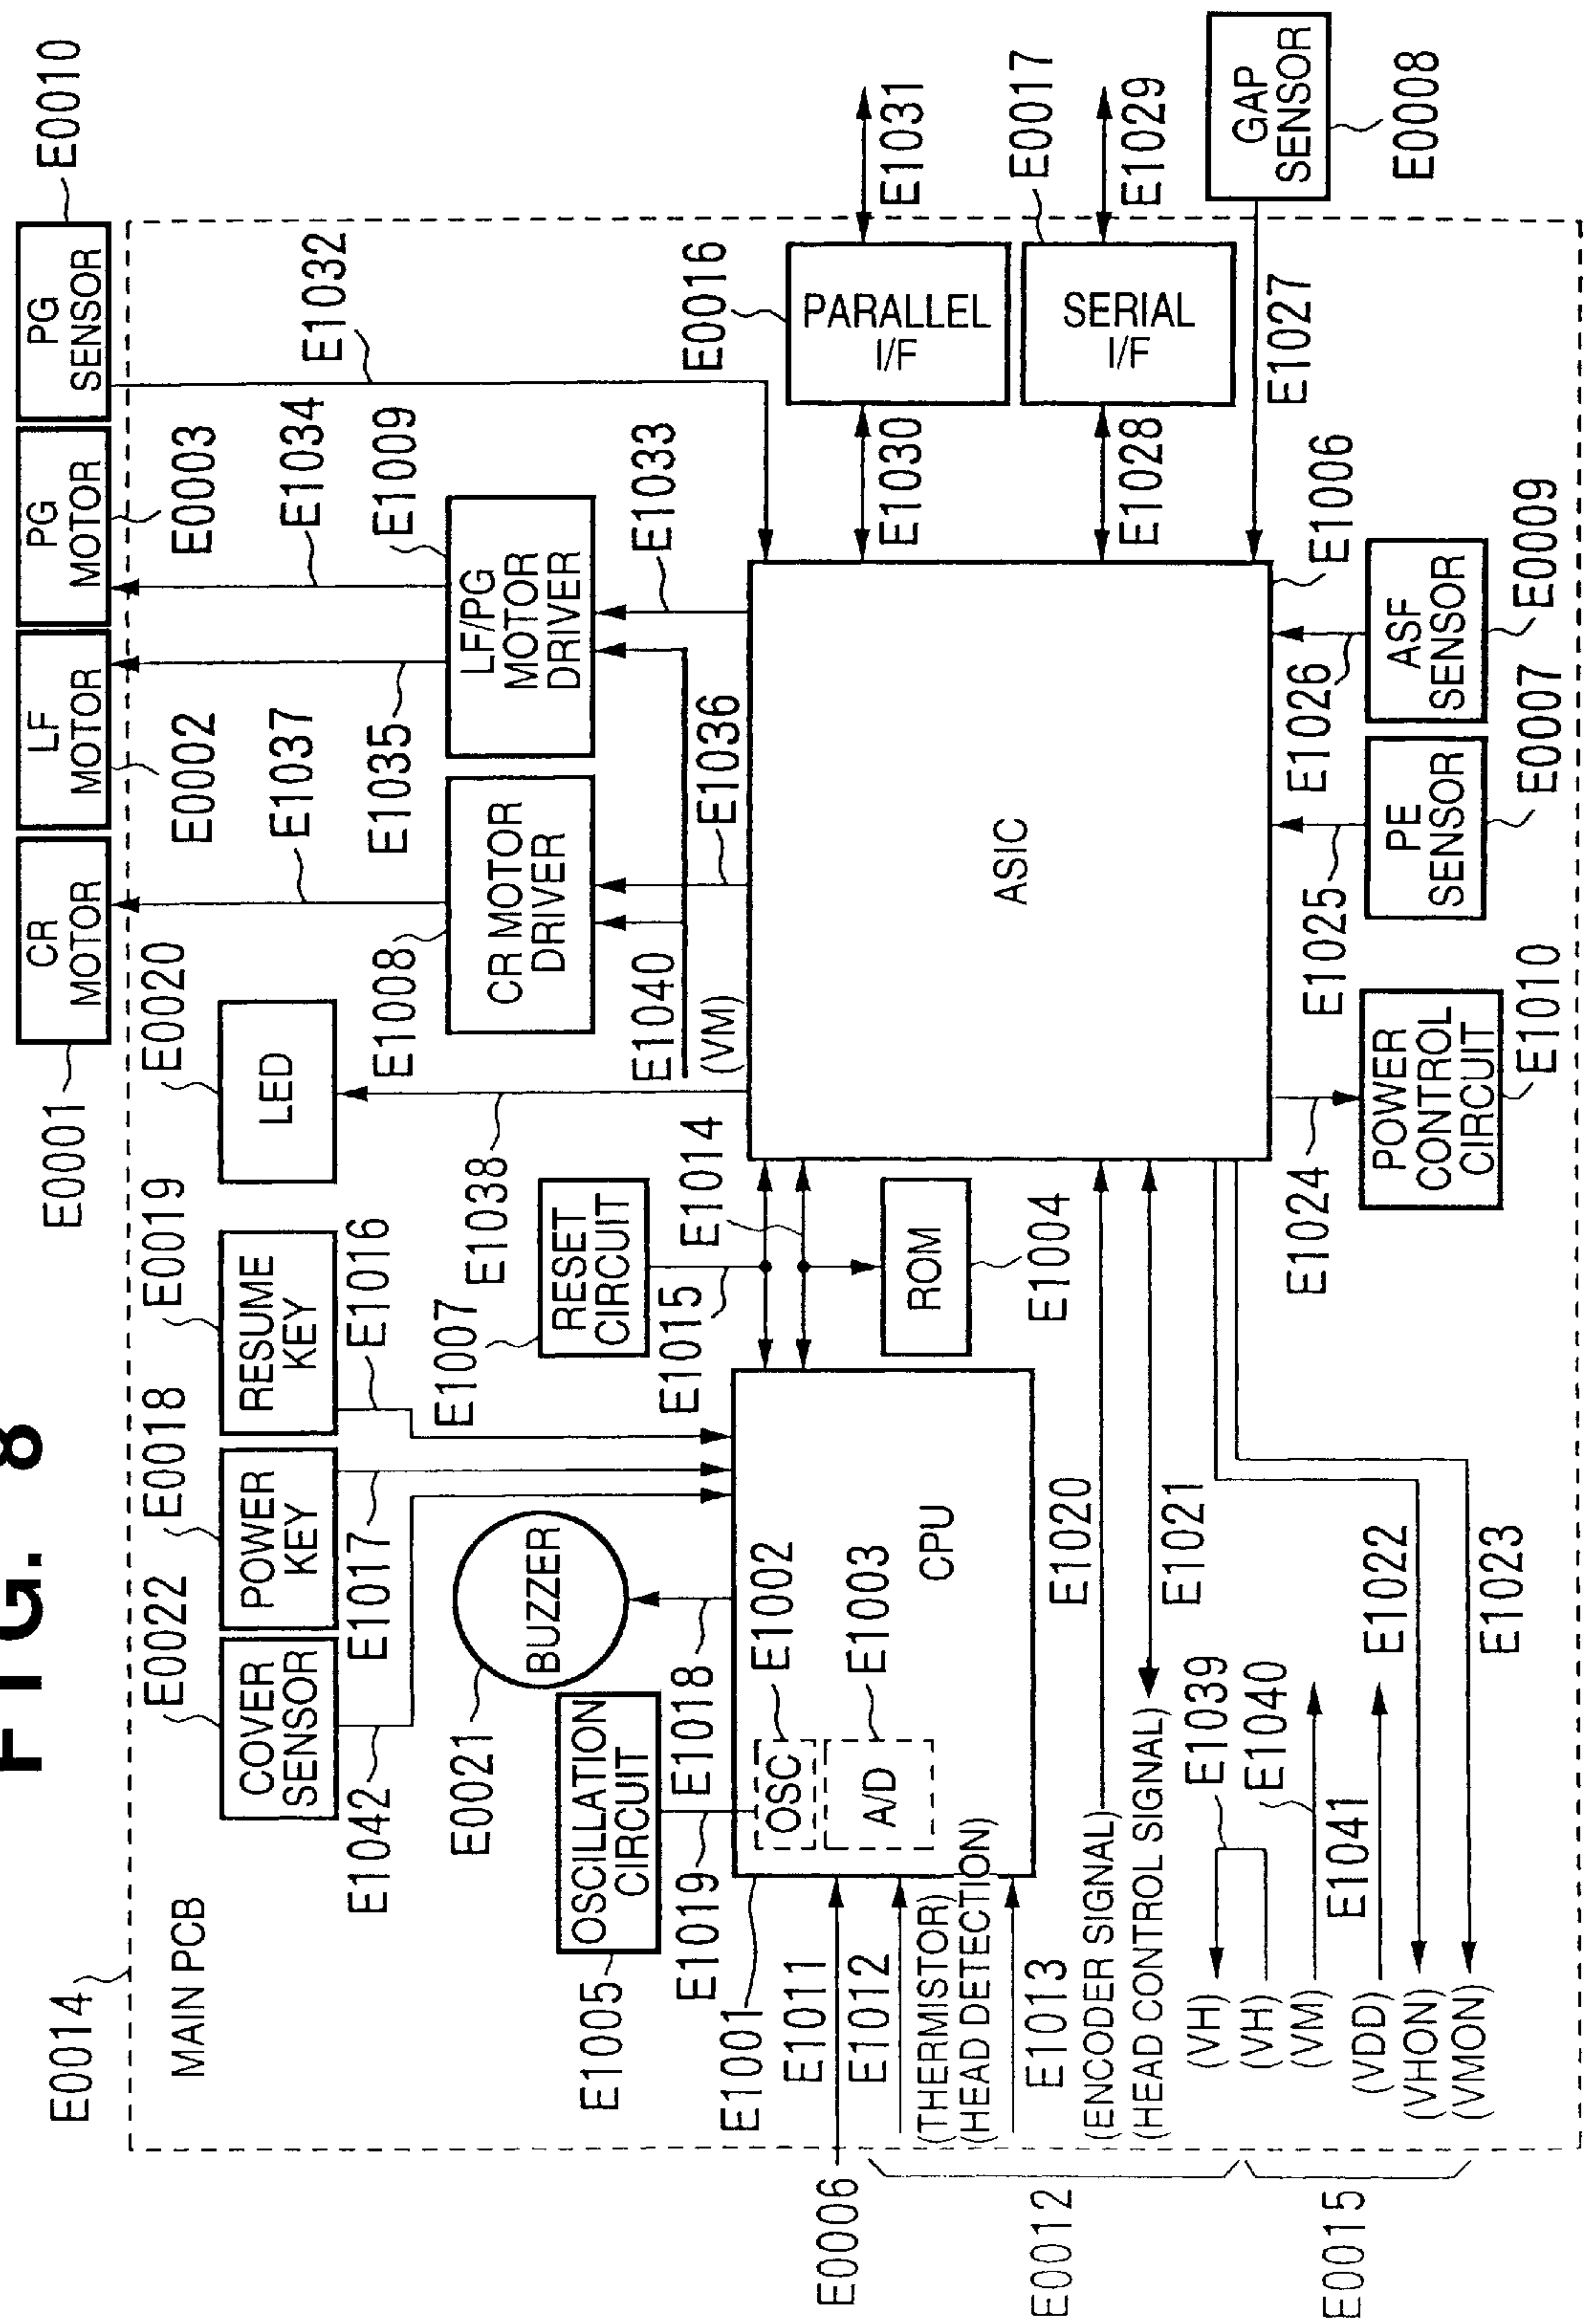 FIG. 8
E0014
MAIN PCB
E0022
COVER
SENSOR
E0018
POWER
KEY
E0019
RESUME
KEY
E0020
LED
E0001
CR
MOTOR
E0002
LF
MOTOR
E0003
PG
MOTOR
E0010
PG
SENSOR
E1042
E1017
E1016
E1037
E1035
E1034
E1032
E0021
BUZZER
E1007
RESET
CIRCUIT
E1038
E1008
CR MOTOR
DRIVER
E1009
LF/PG
MOTOR
DRIVER
E1005
OSCILLATION
CIRCUIT
E1018
E1019
E1015
E1014
E1040
(VM)
E1036
E1033
E0016
PARALLEL
I/F
E1031
E1030
E0017
SERIAL
I/F
E1029
E1028
E1001
OSC
E1002
A/D
E1003
CPU
ROM
E1004
ASIC
E1006
GAP
SENSOR
E0008
E1027
E0006
E1011
E1012
(THERMISTOR)
(HEAD DETECTION)
E1013
E0012
(ENCODER SIGNAL)
E1020
(HEAD CONTROL SIGNAL)
E1021
(VH)
E1039
(VH)
(VM)
E1040
(VDD)
E1041
(VHON)
E1022
(VMON)
E1023
E0015
E1024
POWER
CONTROL
CIRCUIT
E1010
E1025
PE
SENSOR
E0007
E1026
ASF
SENSOR
E0009